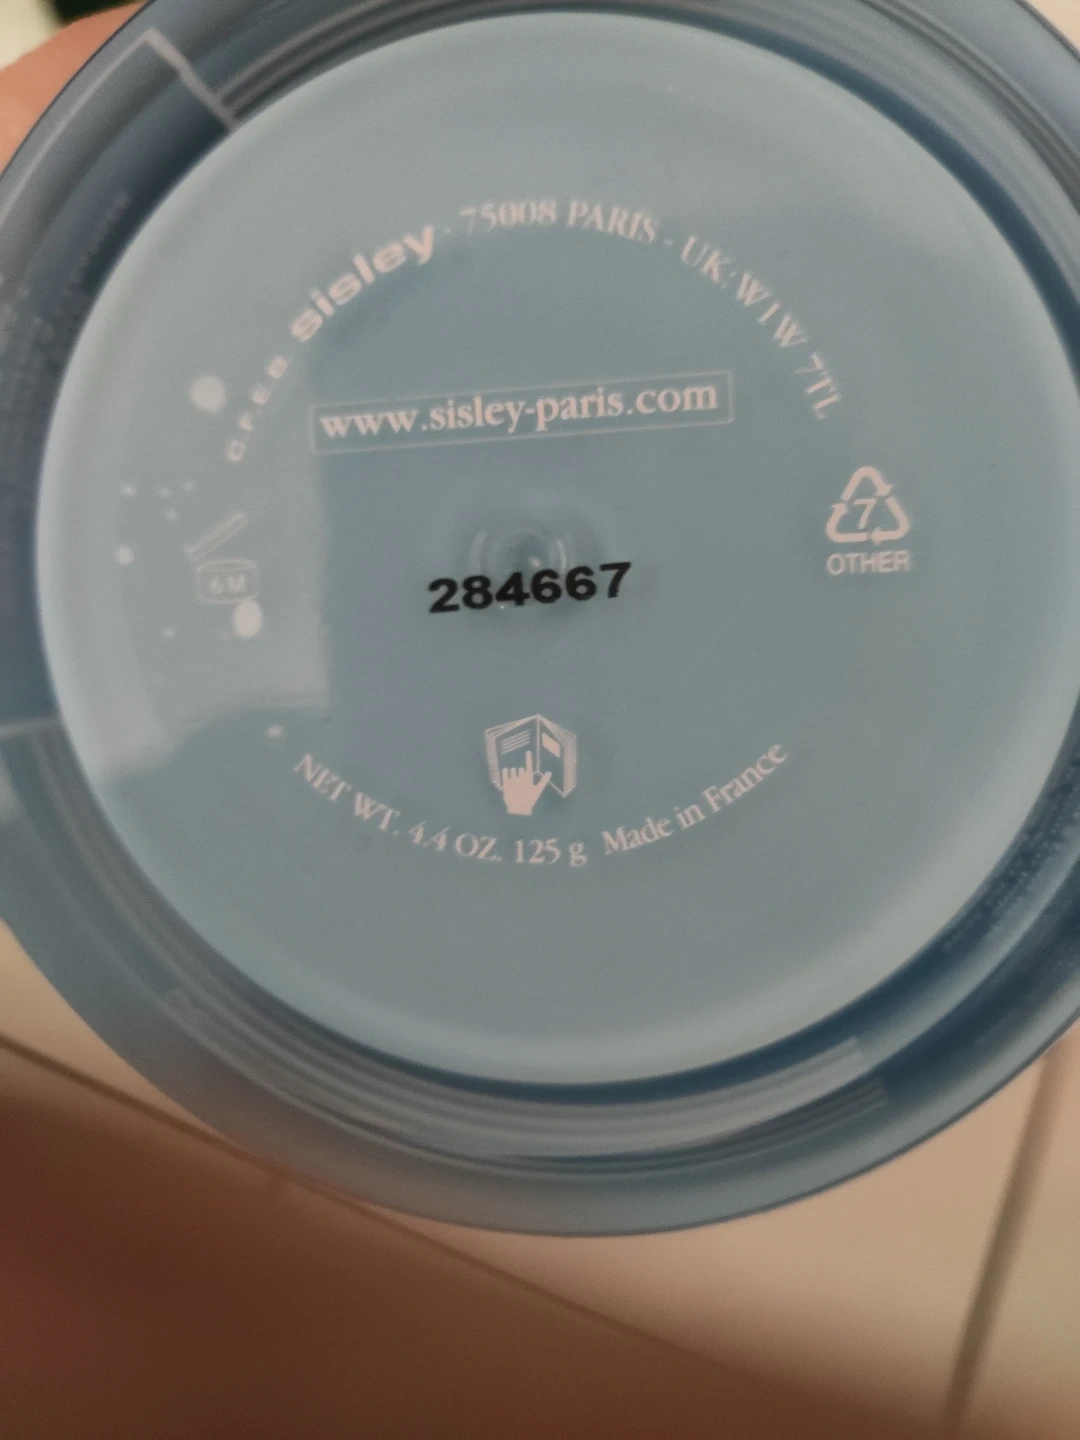 C.F.E.B. sisley - 75008 PARIS - UK: W1W 7TL
www.sisley-paris.com
6M
7
OTHER
284667
NET WT. 4.4 OZ. 125 g Made in France